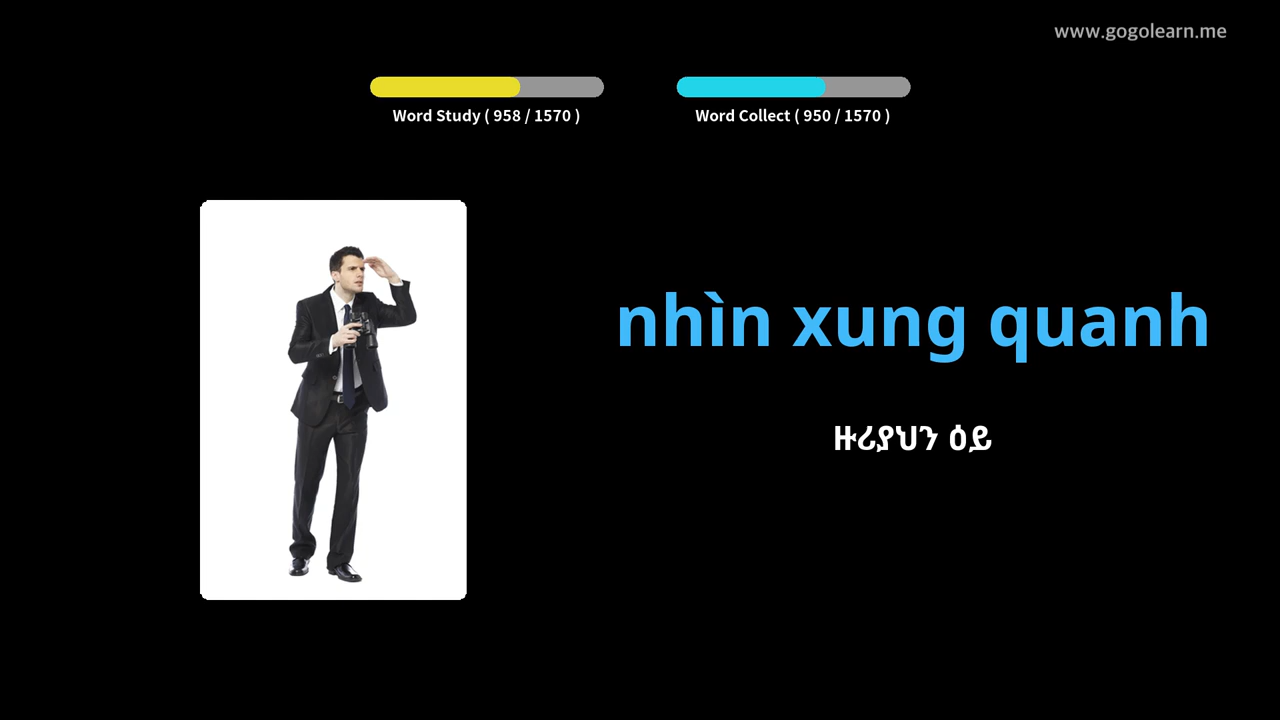 www.gogolearn.me
Word Study ( 958 / 1570 )
Word Collect ( 950 / 1570 )
nhìn xung quanh
ዙሪያህን ዕይ